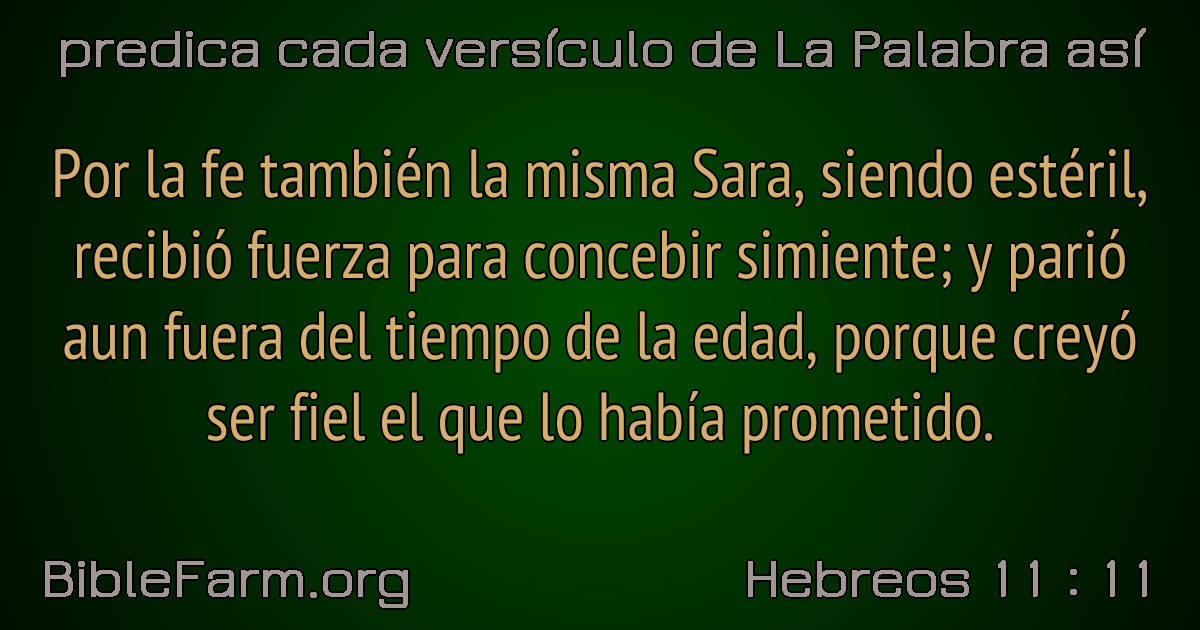 predica cada versículo de La Palabra así
Por la fe también la misma Sara, siendo estéril,
recibió fuerza para concebir simiente; y parió
aun fuera del tiempo de la edad, porque creyó
ser fiel el que lo había prometido.
BibleFarm.org
Hebreos 11 : 11